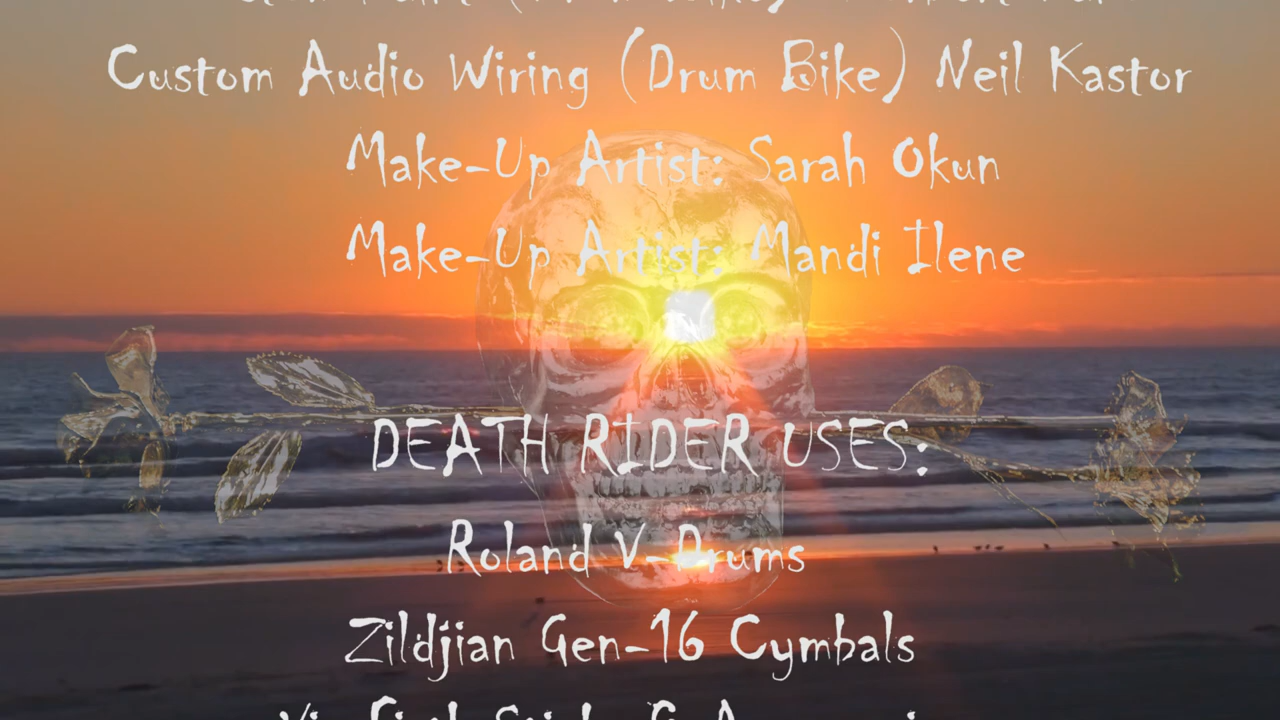 Custom Audio Wiring (Drum Bike) Neil Kastor
Make-Up Artist: Sarah Okun
Make-Up Artist: Mandi Ilene
DEATH RIDER USES:
Roland V-Drums
Zildjian Gen-16 Cymbals